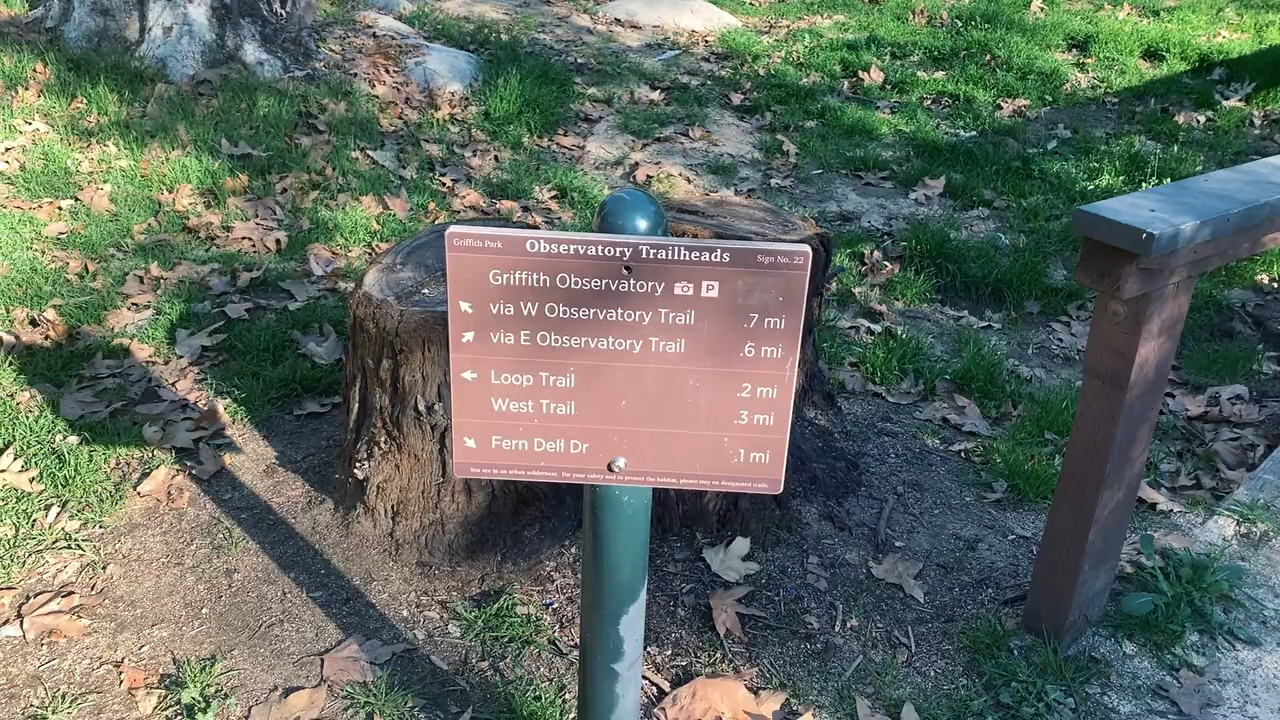 Griffith Park Observatory Trailheads Sign No. 22
Griffith Observatory P
via W Observatory Trail .7 mi
via E Observatory Trail .6 mi
Loop Trail .2 mi
West Trail .3 mi
Fern Dell Dr .1 mi
You are in an urban wilderness. For your safety and to protect the habitat, please stay on designated trails.